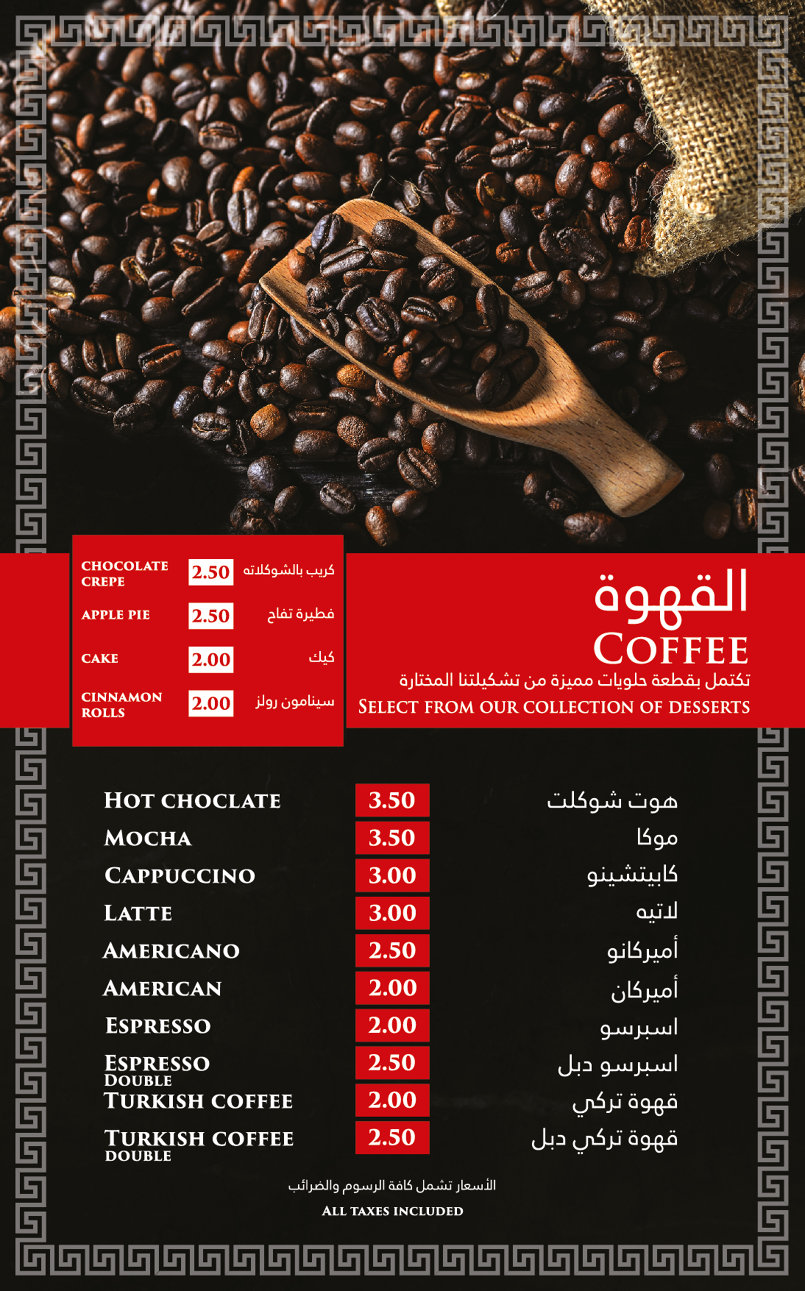 CHOCOLATE
CREPE 2.50 كريب بالشوكلاته
APPLE PIE 2.50 فطيرة تفاح
CAKE 2.00 كيك
CINNAMON
ROLLS 2.00 سينامون رولز
القهوة
COFFEE
تكتمل بقطعة حلويات مميزة من تشكيلتنا المختارة
SELECT FROM OUR COLLECTION OF DESSERTS
HOT CHOCLATE 3.50 هوت شوكلت
MOCHA 3.50 موكا
CAPPUCCINO 3.00 كابيتشينو
LATTE 3.00 لاتيه
AMERICANO 2.50 أميركانو
AMERICAN 2.00 أميركان
ESPRESSO 2.00 اسبرسو
ESPRESSO 2.50 اسبرسو دبل
DOUBLE
TURKISH COFFEE 2.00 قهوة تركي
TURKISH COFFEE 2.50 قهوة تركي دبل
DOUBLE
الأسعار تشمل كافة الرسوم والضرائب
ALL TAXES INCLUDED